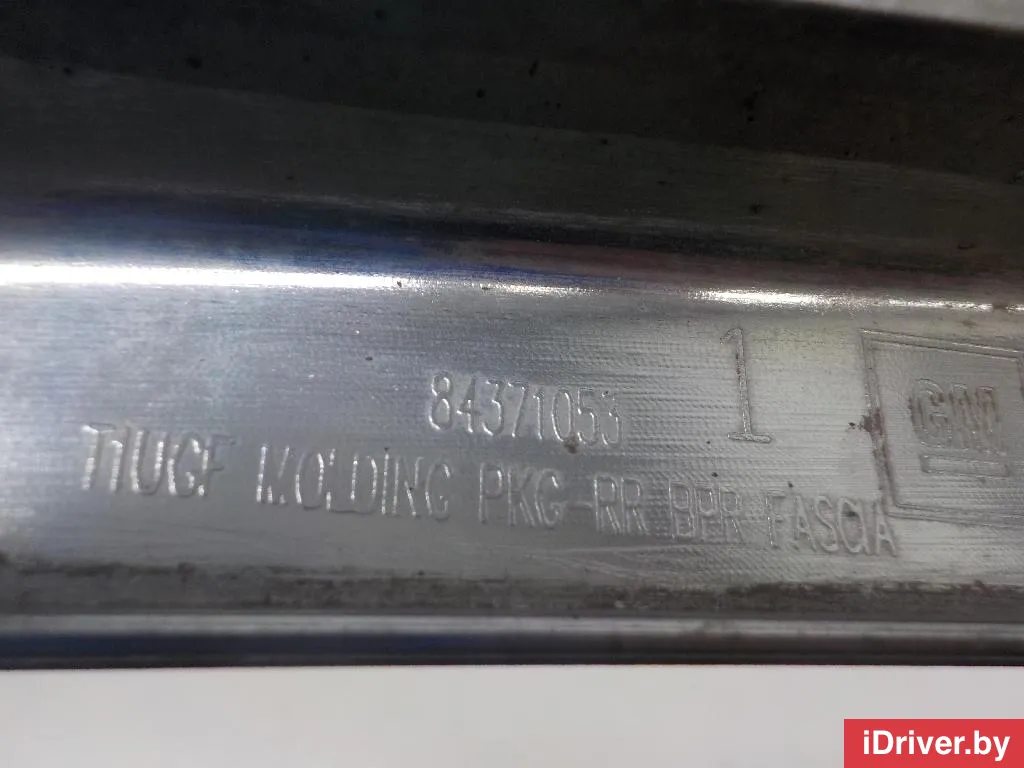 84371053
1
GM
MOLDING PKG-RR BPR FASCIA
iDriver.by